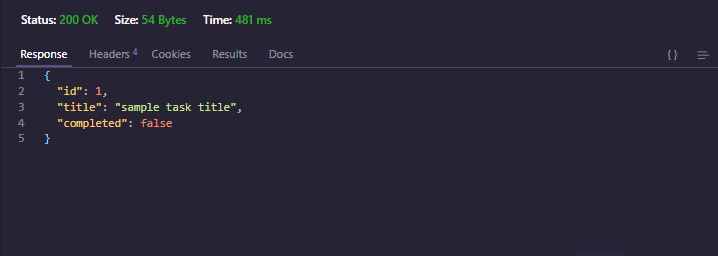 Status: 200 OK Size: 54 Bytes Time: 481 ms
Response Headers 4 Cookies Results Docs { }
1 {
2 "id": 1,
3 "title": "sample task title",
4 "completed": false
5 }